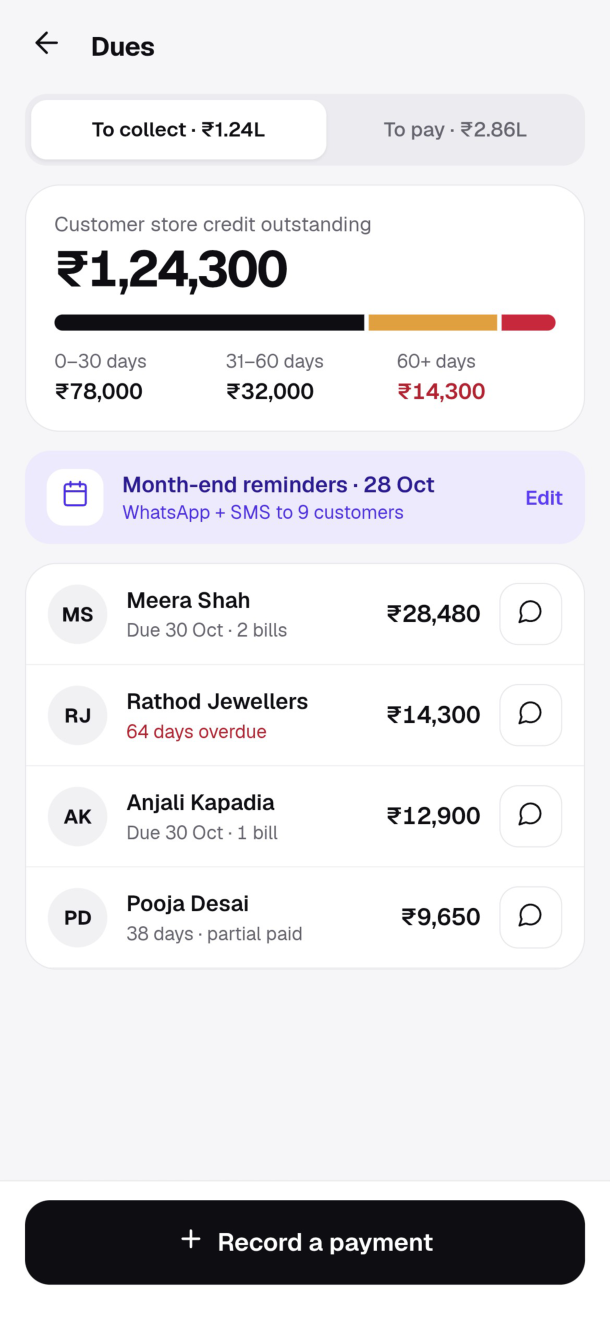 Dues
To collect · ₹1.24L
To pay · ₹2.86L
Customer store credit outstanding
₹1,24,300
0–30 days
31–60 days
60+ days
₹78,000
₹32,000
₹14,300
Month-end reminders · 28 Oct
WhatsApp + SMS to 9 customers
Edit
MS
Meera Shah
Due 30 Oct · 2 bills
₹28,480
RJ
Rathod Jewellers
64 days overdue
₹14,300
AK
Anjali Kapadia
Due 30 Oct · 1 bill
₹12,900
PD
Pooja Desai
38 days · partial paid
₹9,650
+ Record a payment